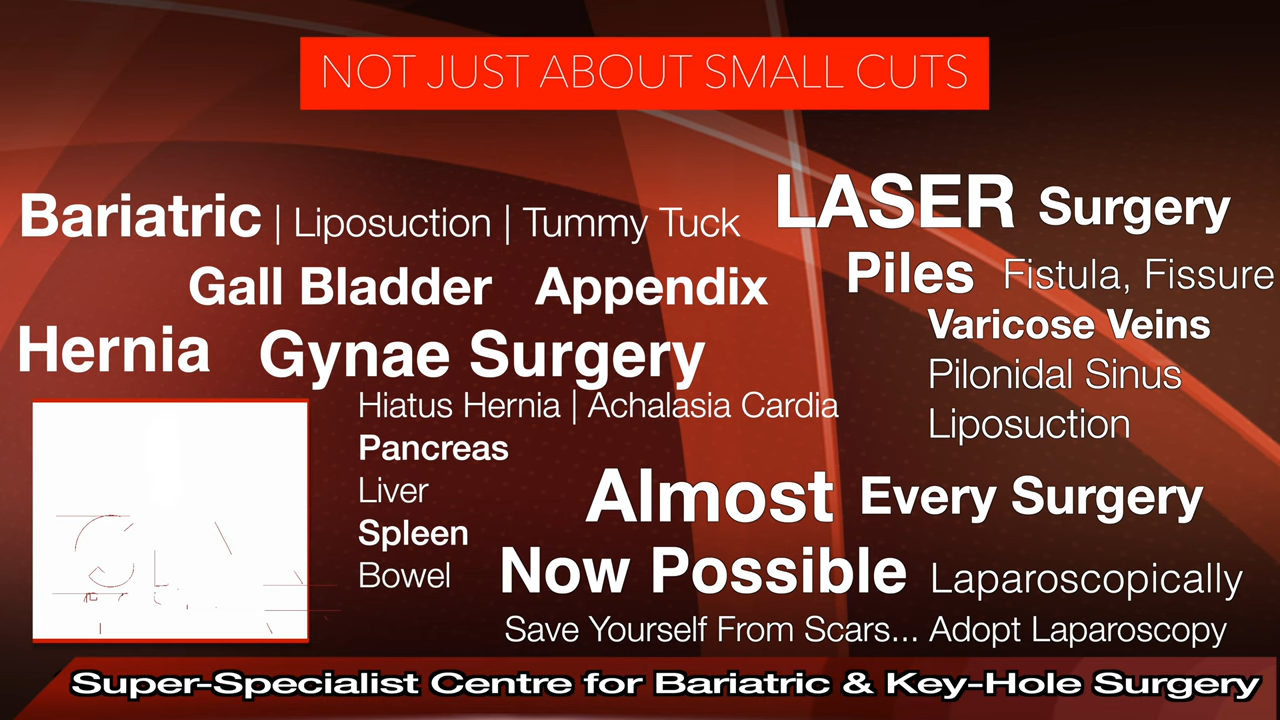 NOT JUST ABOUT SMALL CUTS
Bariatric | Liposuction | Tummy Tuck
Gall Bladder Appendix
Hernia Gynae Surgery
Hiatus Hernia | Achalasia Cardia
Pancreas
Liver
Spleen
Bowel
LASER Surgery
Piles Fistula, Fissure
Varicose Veins
Pilonidal Sinus
Liposuction
Almost Every Surgery
Now Possible Laparoscopically
Save Yourself From Scars... Adopt Laparoscopy
Super-Specialist Centre for Bariatric & Key-Hole Surgery